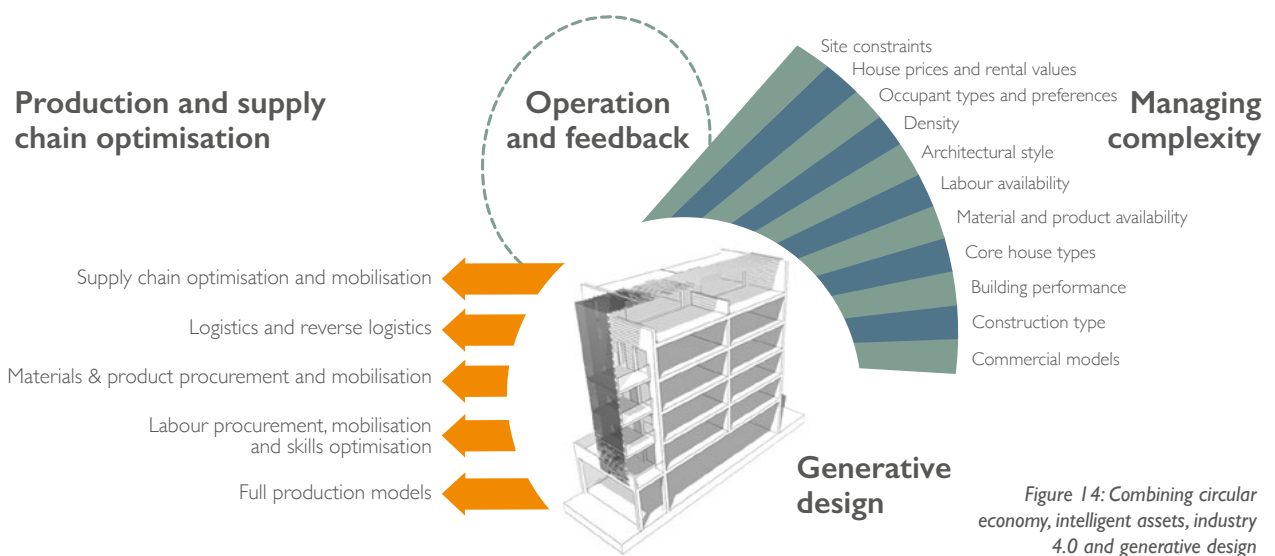 Production and supply
chain optimisation
Supply chain optimisation and mobilisation
Logistics and reverse logistics
Materials & product procurement and mobilisation
Labour procurement, mobilisation
and skills optimisation
Full production models
Operation
and feedback
Site constraints
House prices and rental values
Occupant types and preferences
Density
Architectural style
Labour availability
Material and product availability
Core house types
Building performance
Construction type
Commercial models
Managing
complexity
Generative
design
Figure 14: Combining circular
economy, intelligent assets, industry
4.0 and generative design